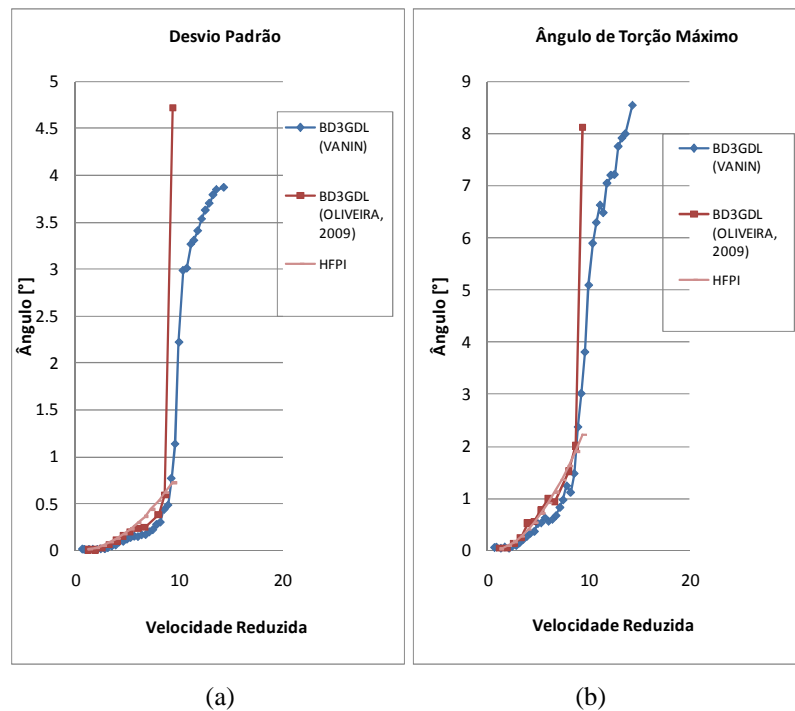 Desvio Padrão
5
4.5
4
3.5
3
2.5
2
1.5
1
0.5
0
0
10
20
Ângulo [°]
Velocidade Reduzida
BD3GDL
(VANIN)
BD3GDL
(OLIVEIRA,
2009)
HFPI
(a)
Ângulo de Torção Máximo
9
8
7
6
5
4
3
2
1
0
0
10
20
Ângulo [°]
Velocidade Reduzida
BD3GDL
(VANIN)
BD3GDL
(OLIVEIRA,
2009)
HFPI
(b)